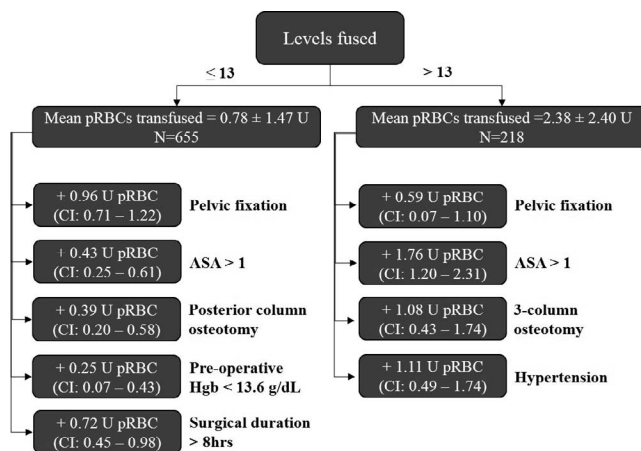 Levels fused
≤ 13
> 13
Mean pRBCs transfused = 0.78 ± 1.47 U
N=655
Mean pRBCs transfused =2.38 ± 2.40 U
N=218
+ 0.96 U pRBC
(CI: 0.71 – 1.22)
Pelvic fixation
+ 0.43 U pRBC
(CI: 0.25 – 0.61)
ASA > 1
+ 0.39 U pRBC
(CI: 0.20 – 0.58)
Posterior column
osteotomy
+ 0.25 U pRBC
(CI: 0.07 – 0.43)
Pre-operative
Hgb < 13.6 g/dL
+ 0.72 U pRBC
(CI: 0.45 – 0.98)
Surgical duration
> 8hrs
+ 0.59 U pRBC
(CI: 0.07 – 1.10)
Pelvic fixation
+ 1.76 U pRBC
(CI: 1.20 – 2.31)
ASA > 1
+ 1.08 U pRBC
(CI: 0.43 – 1.74)
3-column
osteotomy
+ 1.11 U pRBC
(CI: 0.49 – 1.74)
Hypertension